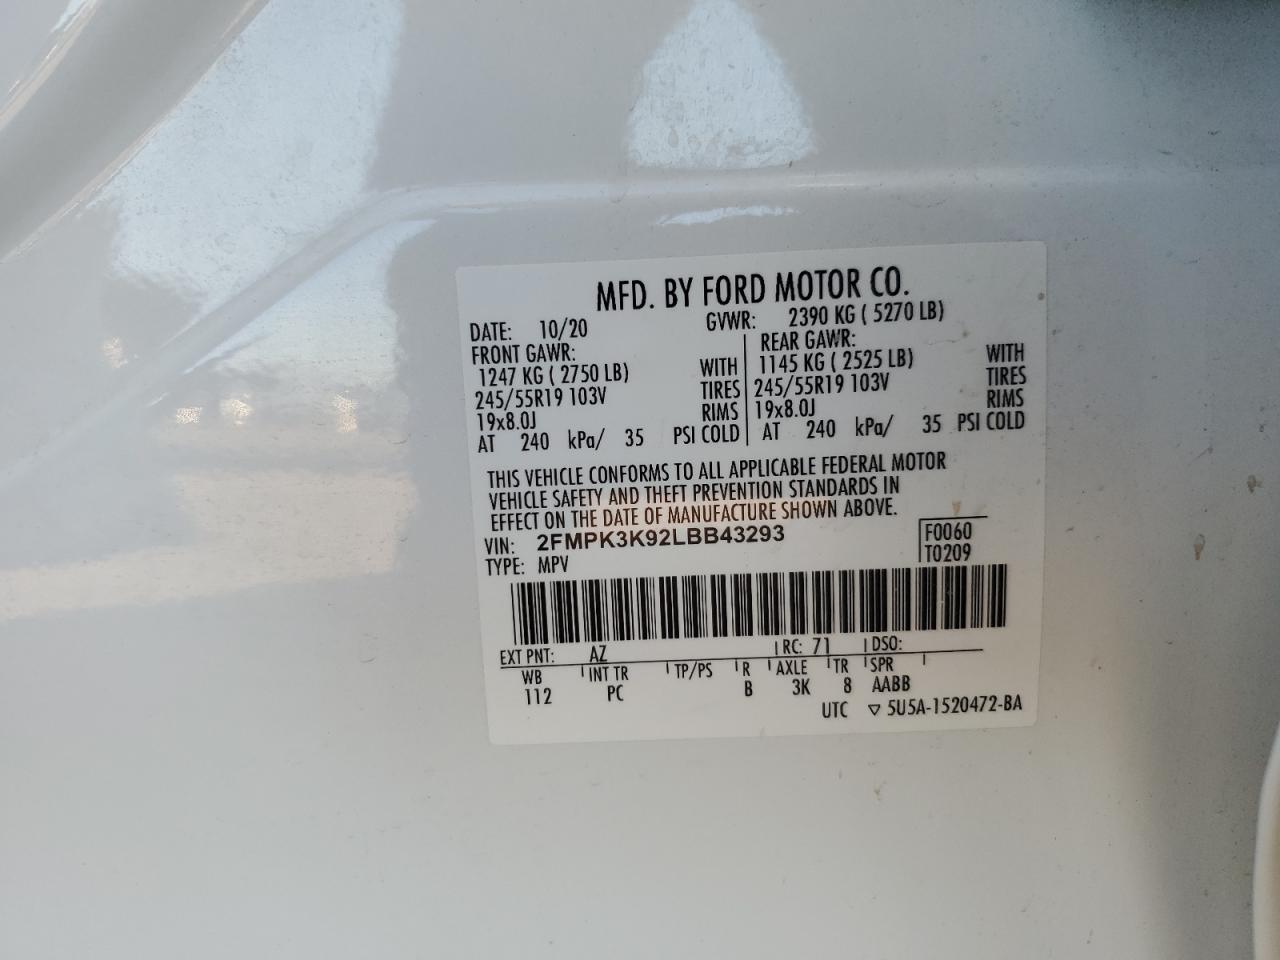 MFD. BY FORD MOTOR CO.
DATE: 10/20 GVWR: 2390 KG ( 5270 LB)
FRONT GAWR: REAR GAWR:
1247 KG ( 2750 LB) WITH 1145 KG ( 2525 LB) WITH
245/55R19 103V TIRES 245/55R19 103V TIRES
19x8.0J RIMS 19x8.0J RIMS
AT 240 kPa/ 35 PSI COLD AT 240 kPa/ 35 PSI COLD
THIS VEHICLE CONFORMS TO ALL APPLICABLE FEDERAL MOTOR
VEHICLE SAFETY AND THEFT PREVENTION STANDARDS IN
EFFECT ON THE DATE OF MANUFACTURE SHOWN ABOVE.
VIN: 2FMPK3K92LBB43293 F0060
TYPE: MPV T0209
EXT PNT: AZ RC: 71 DSO:
WB INT TR TP/PS R AXLE TR SPR
112 PC B 3K 8 AABB
UTC ▽ 5U5A-1520472-BA